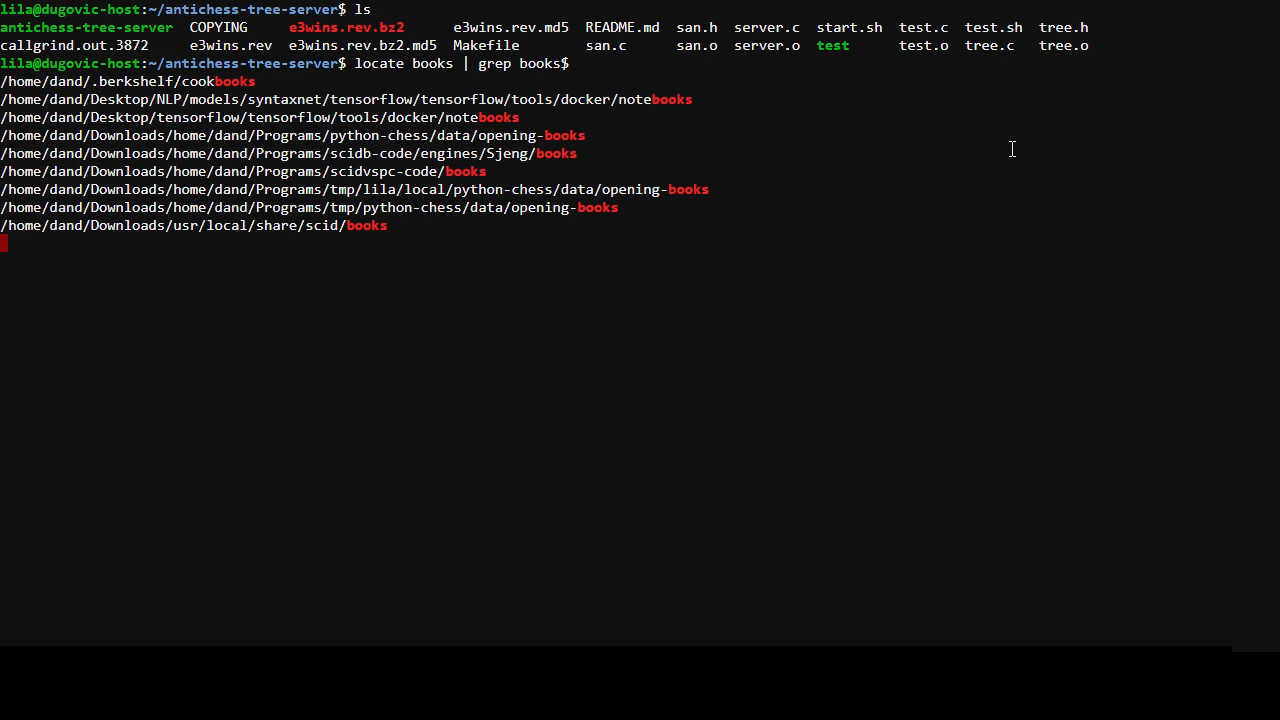 lila@dugovic-host:~/antichess-tree-server$ ls
antichess-tree-server  COPYING     e3wins.rev.bz2      e3wins.rev.md5  README.md  san.h  server.c  start.sh  test.c  test.sh  tree.h
callgrind.out.3872     e3wins.rev  e3wins.rev.bz2.md5  Makefile        san.c      san.o  server.o  test      test.o  tree.c   tree.o
lila@dugovic-host:~/antichess-tree-server$ locate books | grep books$
/home/dand/.berkshelf/cookbooks
/home/dand/Desktop/NLP/models/syntaxnet/tensorflow/tensorflow/tools/docker/notebooks
/home/dand/Desktop/tensorflow/tensorflow/tools/docker/notebooks
/home/dand/Downloads/home/dand/Programs/python-chess/data/opening-books
/home/dand/Downloads/home/dand/Programs/scidb-code/engines/Sjeng/books
/home/dand/Downloads/home/dand/Programs/scidvspc-code/books
/home/dand/Downloads/home/dand/Programs/tmp/lila/local/python-chess/data/opening-books
/home/dand/Downloads/home/dand/Programs/tmp/python-chess/data/opening-books
/home/dand/Downloads/usr/local/share/scid/books